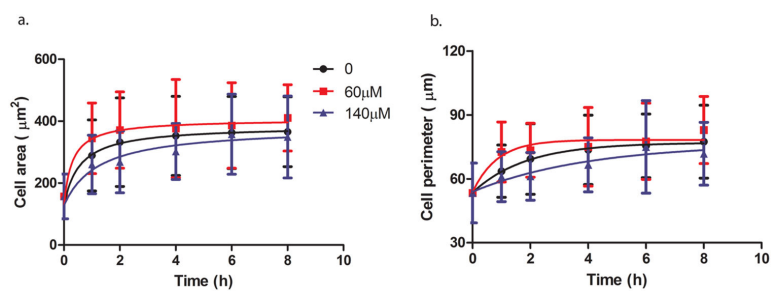 a.
600
400
200
0
Cell area ( μm²)
0 2 4 6 8 10
Time (h)
0
60μM
140μM
b.
120
90
60
30
Cell perimeter ( μm)
0 2 4 6 8 10
Time (h)